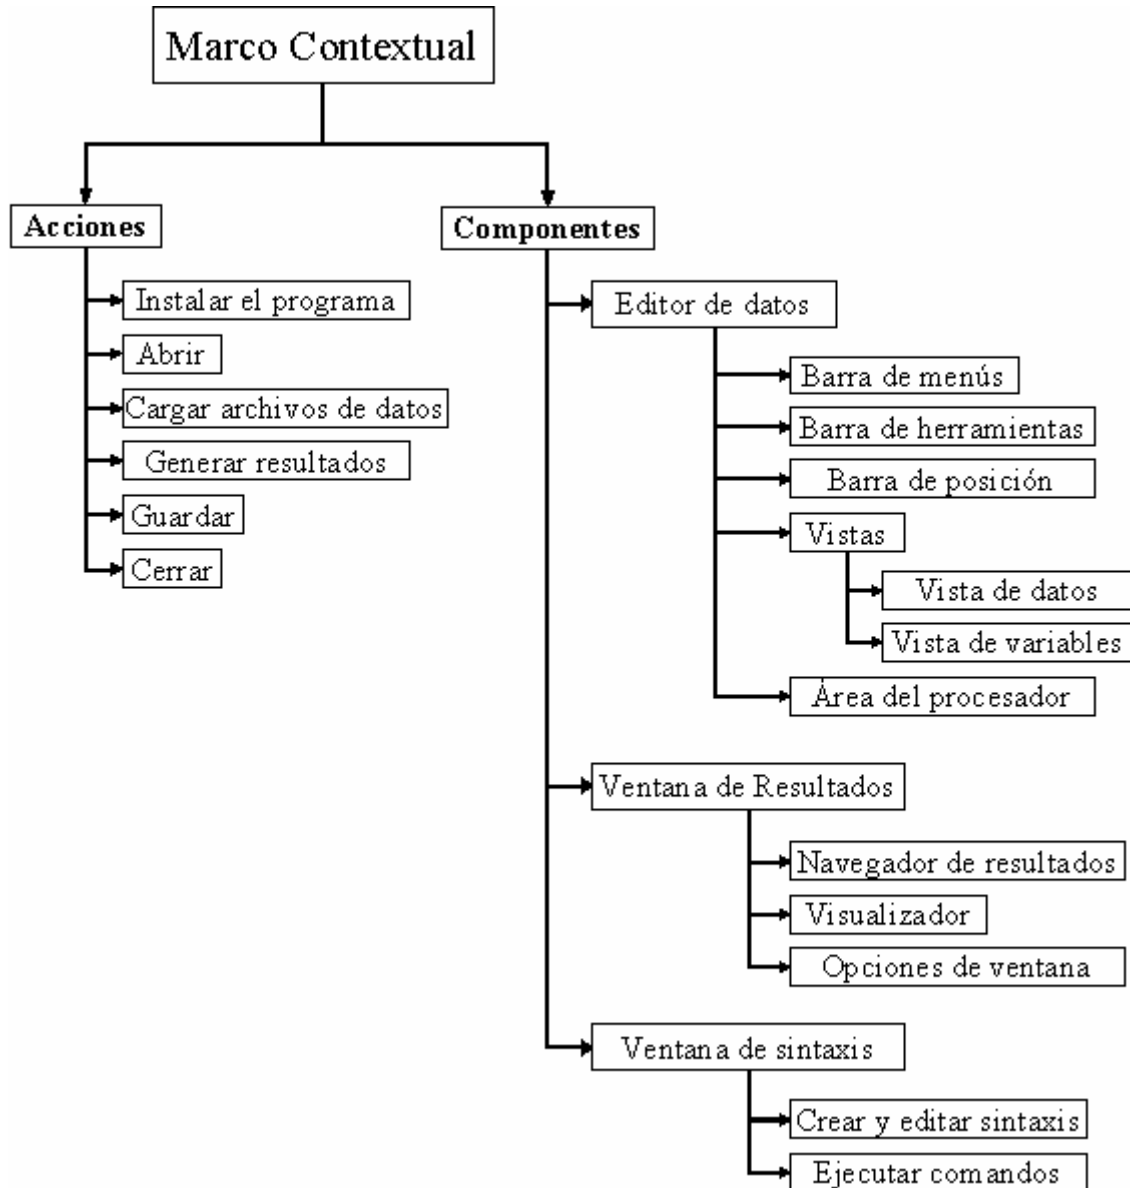 Marco Contextual
Acciones
Instalar el programa
Abrir
Cargar archivos de datos
Generar resultados
Guardar
Cerrar
Componentes
Editor de datos
Barra de menús
Barra de herramientas
Barra de posición
Vistas
Vista de datos
Vista de variables
Área del procesador
Ventana de Resultados
Navegador de resultados
Visualizador
Opciones de ventana
Ventana de sintaxis
Crear y editar sintaxis
Ejecutar comandos